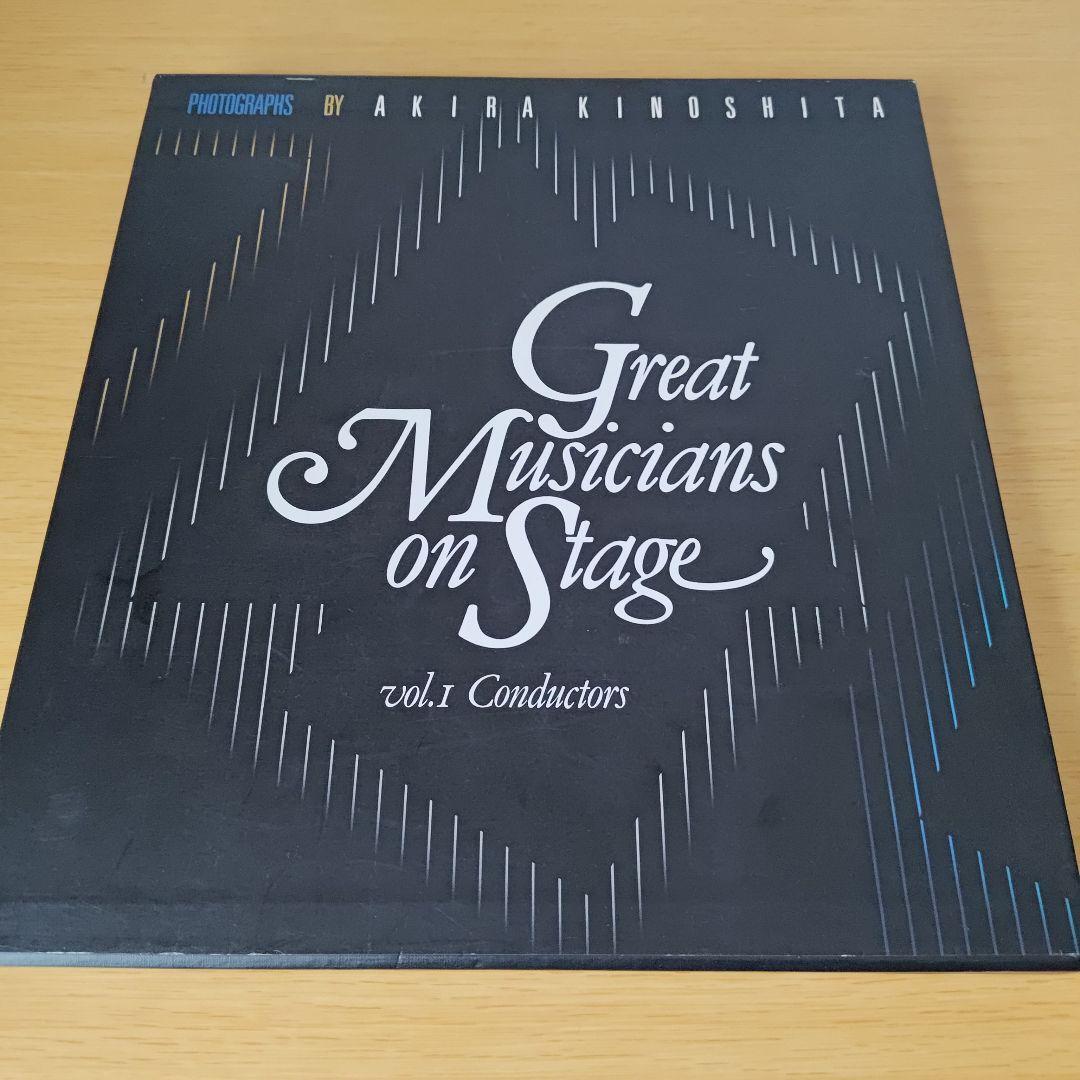 PHOTOGRAPHS BY AKIRA KINOSHITA
Great
Musicians
on Stage
vol.1 Conductors